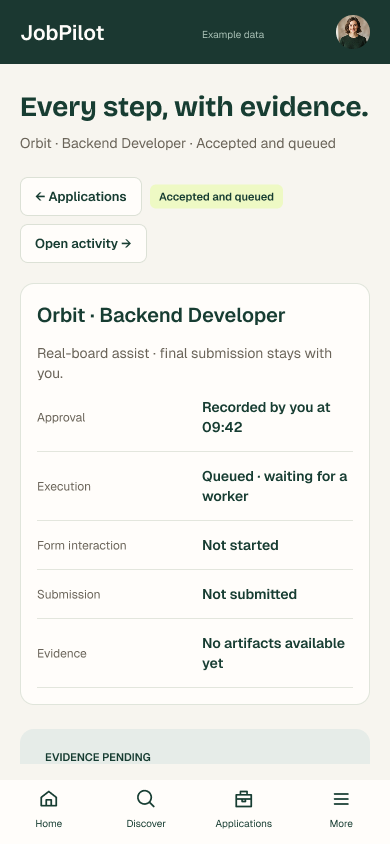 JobPilot
Example data
Every step, with evidence.
Orbit · Backend Developer · Accepted and queued
← Applications
Accepted and queued
Open activity →
Orbit · Backend Developer
Real-board assist · final submission stays with
you.
Approval
Recorded by you at
09:42
Execution
Queued · waiting for a
worker
Form interaction
Not started
Submission
Not submitted
Evidence
No artifacts available
yet
EVIDENCE PENDING
Home
Discover
Applications
More